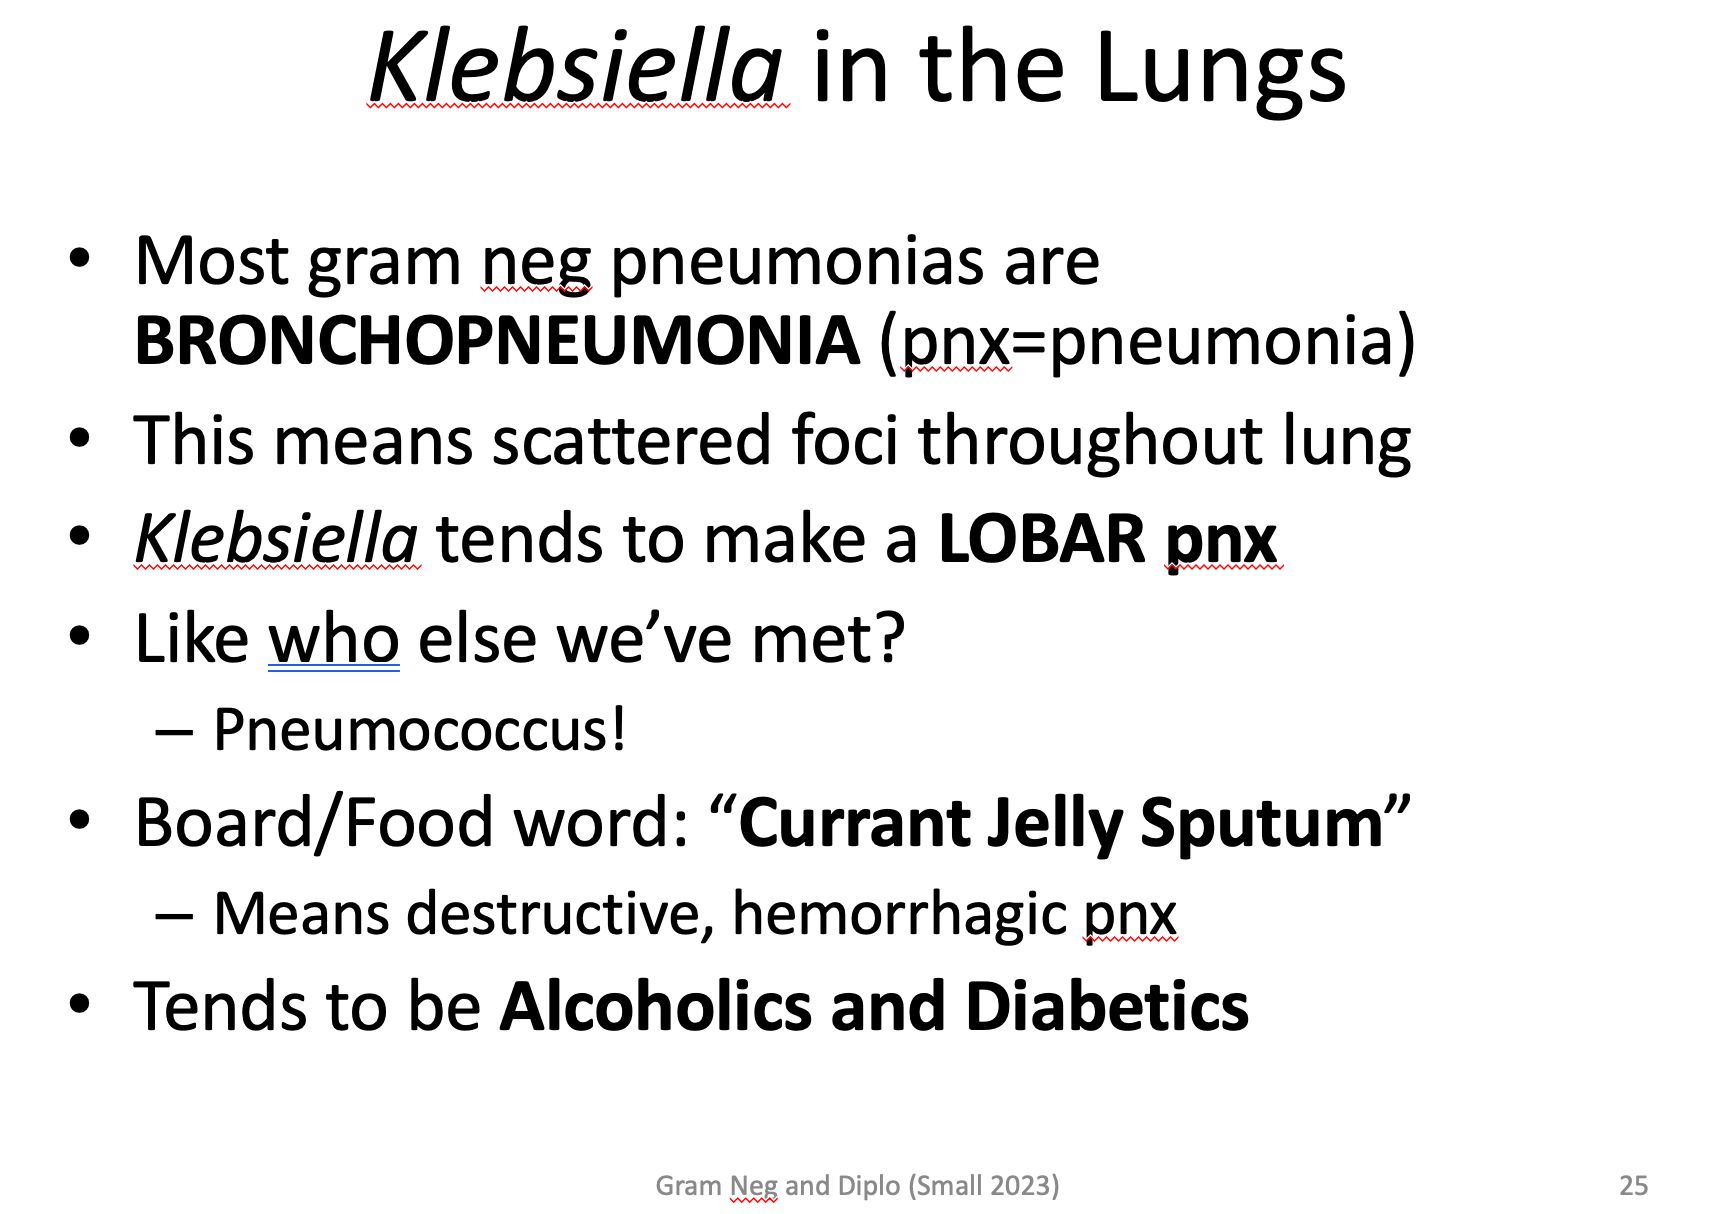 Klebsiella in the Lungs
• Most gram neg pneumonias are
BRONCHOPNEUMONIA (pnx=pneumonia)
• This means scattered foci throughout lung
• Klebsiella tends to make a LOBAR pnx
• Like who else we’ve met?
– Pneumococcus!
• Board/Food word: “Currant Jelly Sputum”
– Means destructive, hemorrhagic pnx
• Tends to be Alcoholics and Diabetics
Gram Neg and Diplo (Small 2023)
25